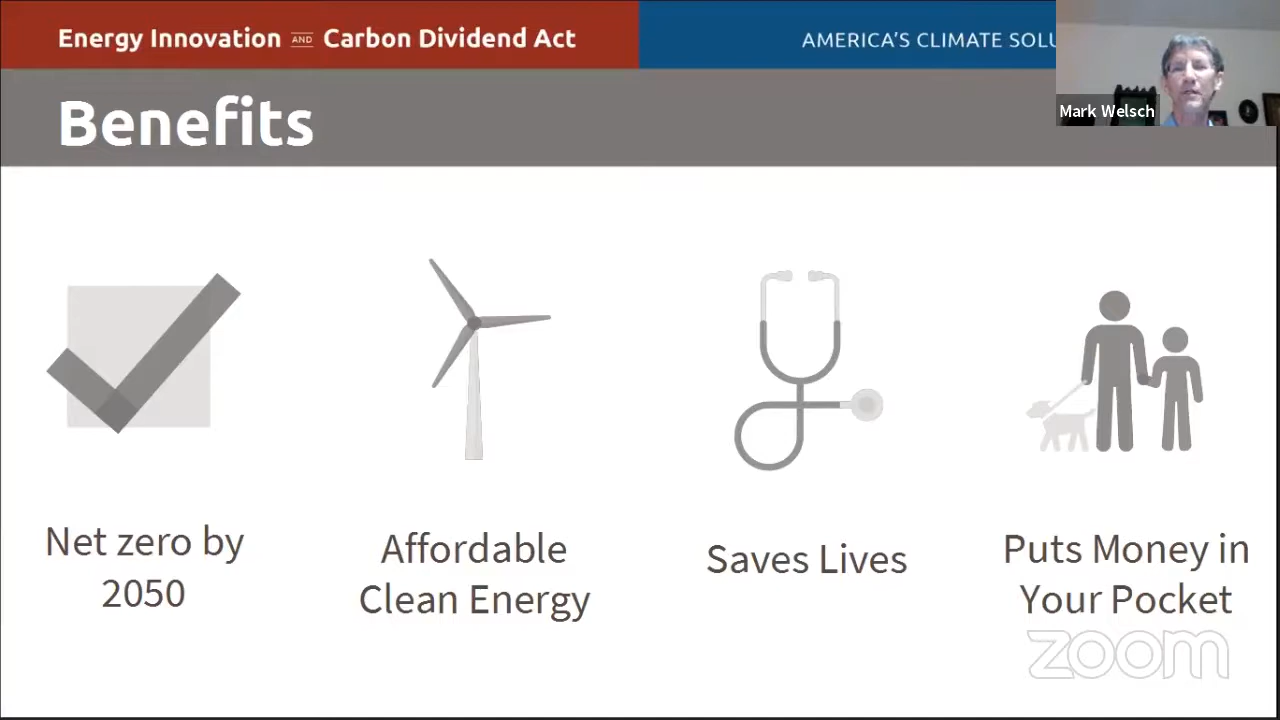 Energy Innovation AND Carbon Dividend Act
AMERICA'S CLIMATE SOLU
Mark Welsch
Benefits
Net zero by
2050
Affordable
Clean Energy
Saves Lives
Puts Money in
Your Pocket
zoom